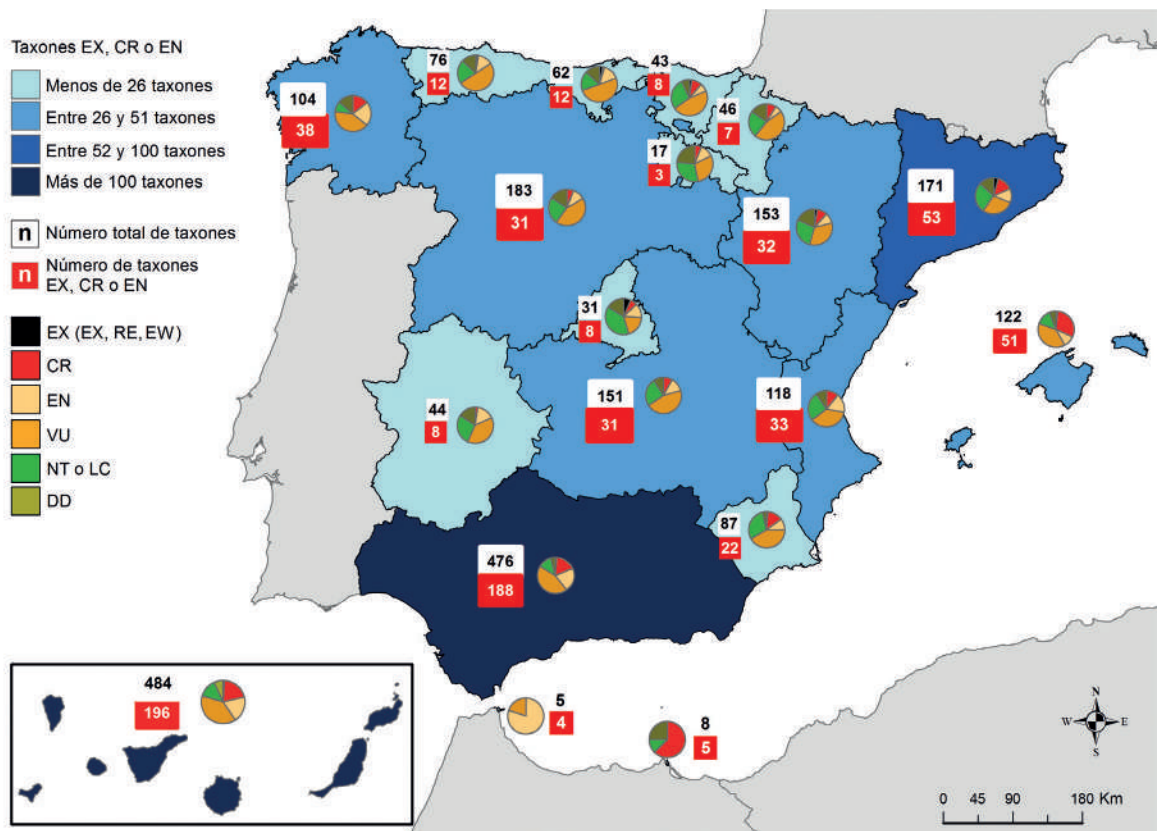 Taxones EX, CR o EN
Menos de 26 taxones
Entre 26 y 51 taxones
Entre 52 y 100 taxones
Más de 100 taxones
n Número total de taxones
n Número de taxones
EX, CR o EN
EX (EX, RE, EW)
CR
EN
VU
NT o LC
DD
104
38
76
12
62
12
43
8
46
7
17
3
183
31
153
32
171
53
31
8
122
51
44
8
151
31
118
33
87
22
476
188
484
196
5
4
8
5
N
W E
S
0 45 90 180 Km